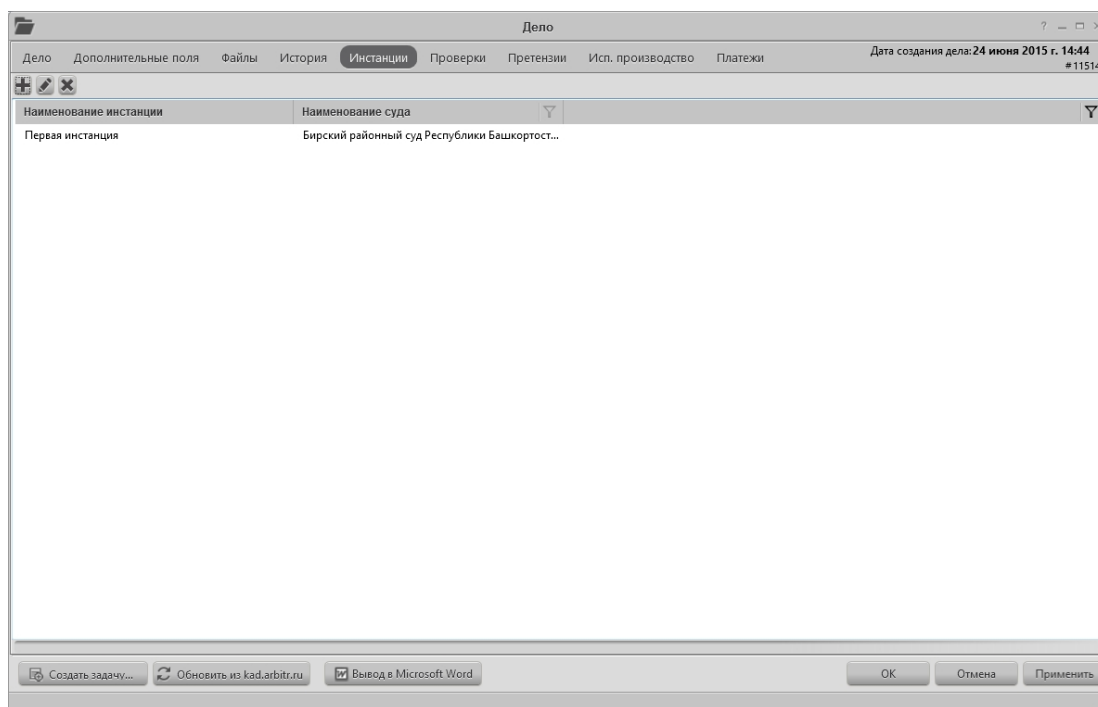 Дело
Дело Дополнительные поля Файлы История Инстанции Проверки Претензии Исп. производство Платежи Дата создания дела: 24 июня 2015 г. 14:44
#11514
Наименование инстанции Наименование суда
Первая инстанция Бирский районный суд Республики Башкортост...
Создать задачу... Обновить из kad.arbitr.ru Вывод в Microsoft Word ОК Отмена Применить